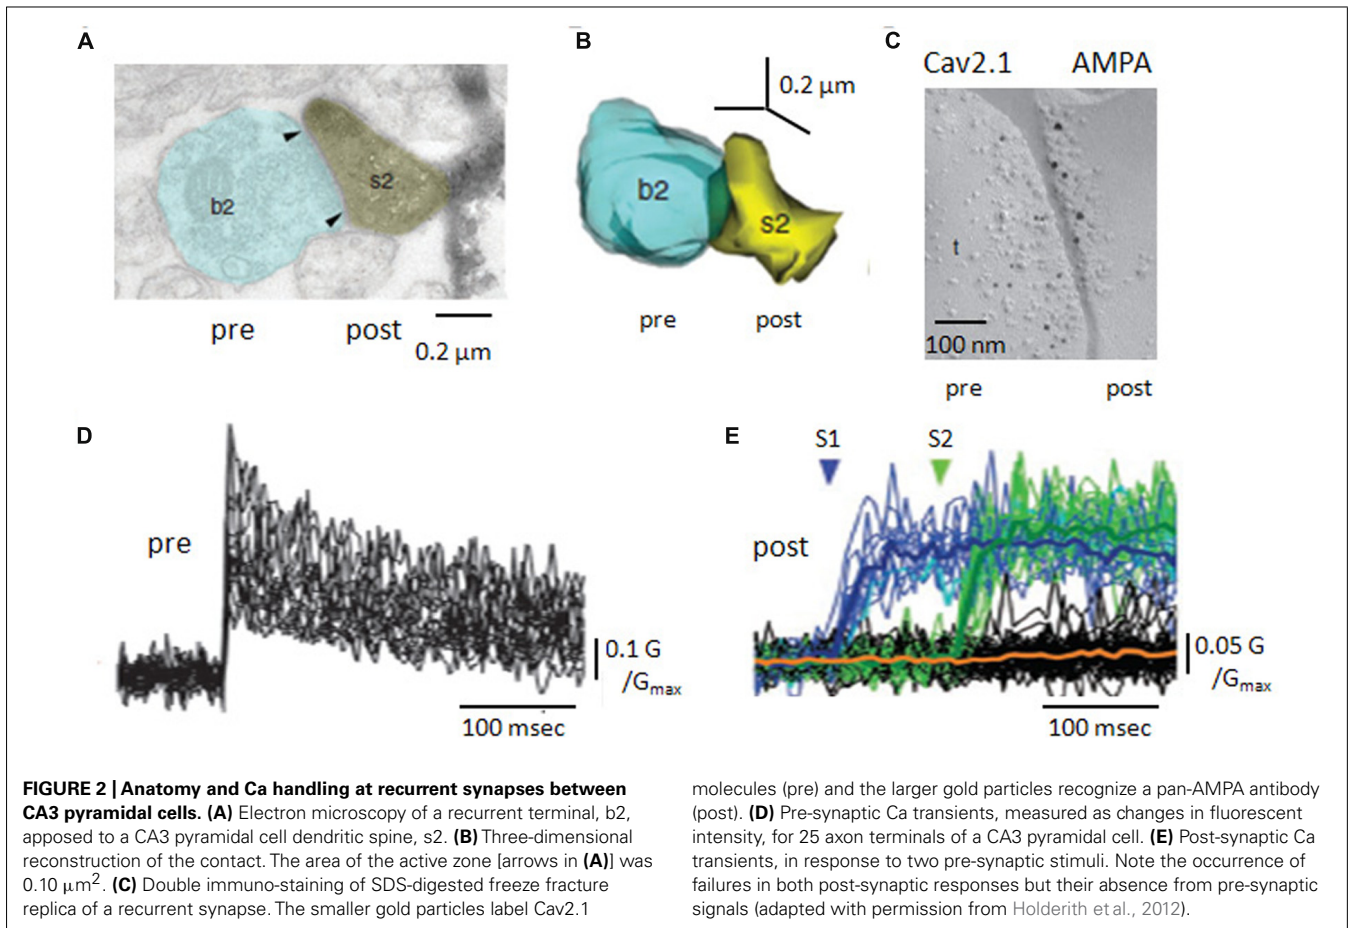 A
B
C
0.2 µm
Cav2.1 AMPA
b2
s2
b2
s2
t
100 nm
pre post
0.2 µm
pre post
pre post
D
E
S1 S2
pre
post
0.1 G
/Gmax
0.05 G
/Gmax
100 msec
100 msec
FIGURE 2 | Anatomy and Ca handling at recurrent synapses between
CA3 pyramidal cells. (A) Electron microscopy of a recurrent terminal, b2,
apposed to a CA3 pyramidal cell dendritic spine, s2. (B) Three-dimensional
reconstruction of the contact. The area of the active zone [arrows in (A)] was
0.10 µm². (C) Double immuno-staining of SDS-digested freeze fracture
replica of a recurrent synapse. The smaller gold particles label Cav2.1
molecules (pre) and the larger gold particles recognize a pan-AMPA antibody
(post). (D) Pre-synaptic Ca transients, measured as changes in fluorescent
intensity, for 25 axon terminals of a CA3 pyramidal cell. (E) Post-synaptic Ca
transients, in response to two pre-synaptic stimuli. Note the occurrence of
failures in both post-synaptic responses but their absence from pre-synaptic
signals (adapted with permission from Holderith et al., 2012).